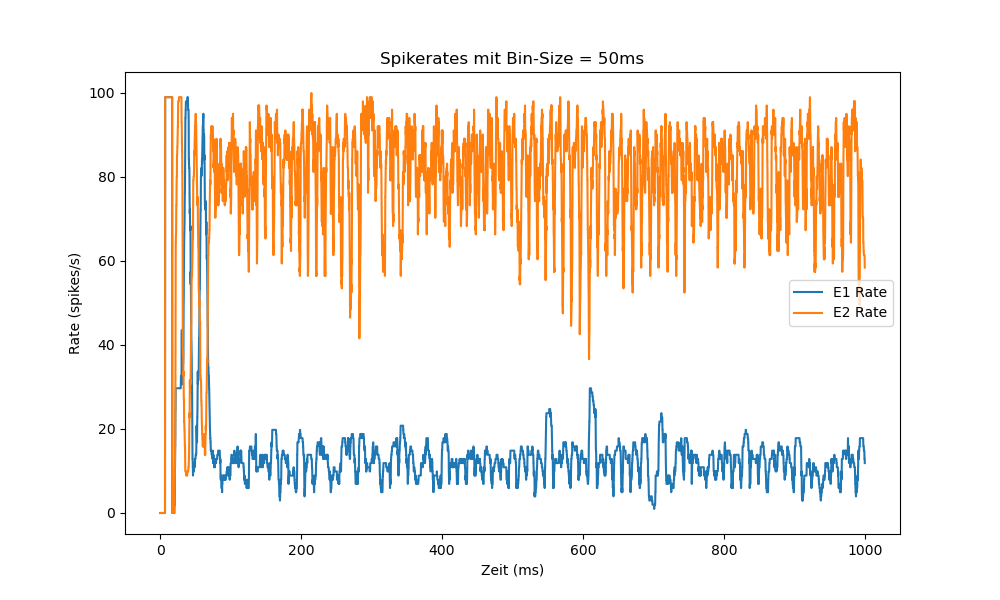 Spikerates mit Bin-Size = 50ms
Rate (spikes/s)
100
80
60
40
20
0
E1 Rate
E2 Rate
0 200 400 600 800 1000
Zeit (ms)